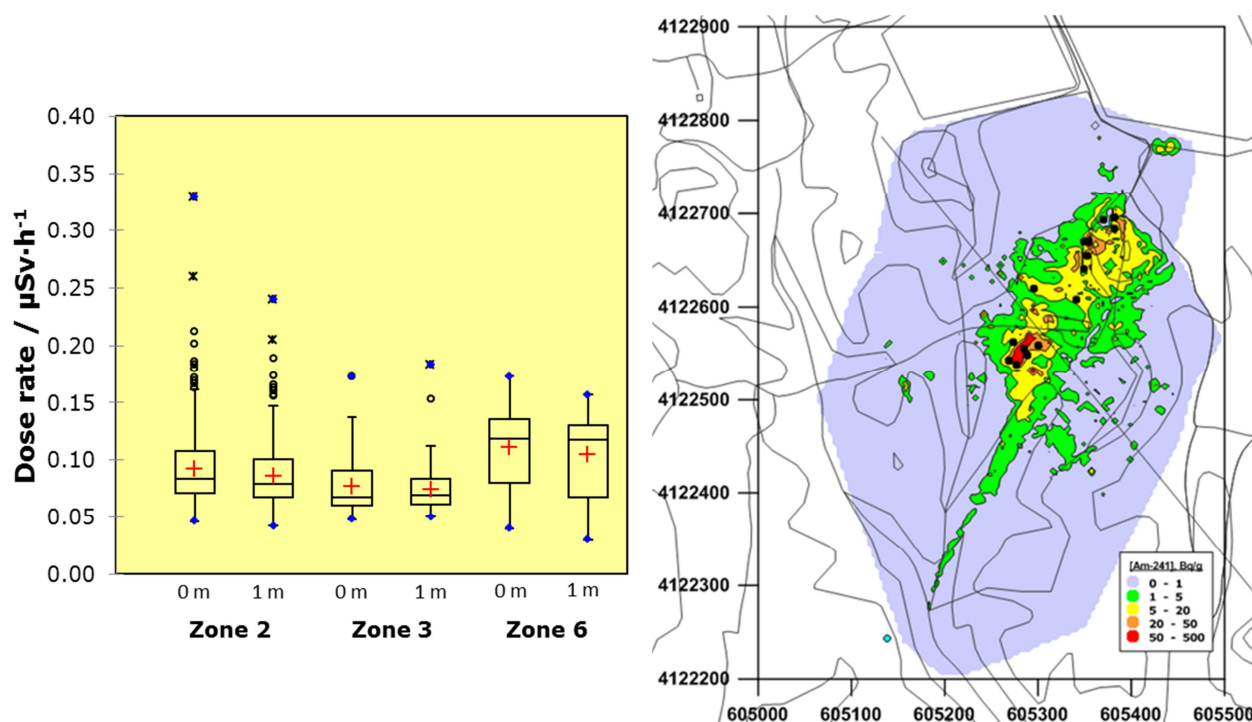 0.40
0.35
0.30
0.25
0.20
0.15
0.10
0.05
0.00
Dose rate / µSv·h⁻¹
0 m 1 m 0 m 1 m 0 m 1 m
Zone 2 Zone 3 Zone 6
4122900
4122800
4122700
4122600
4122500
4122400
4122300
4122200
605000 605100 605200 605300 605400 605500
[Am-241], Bq/g
0 - 1
1 - 5
5 - 20
20 - 50
50 - 500